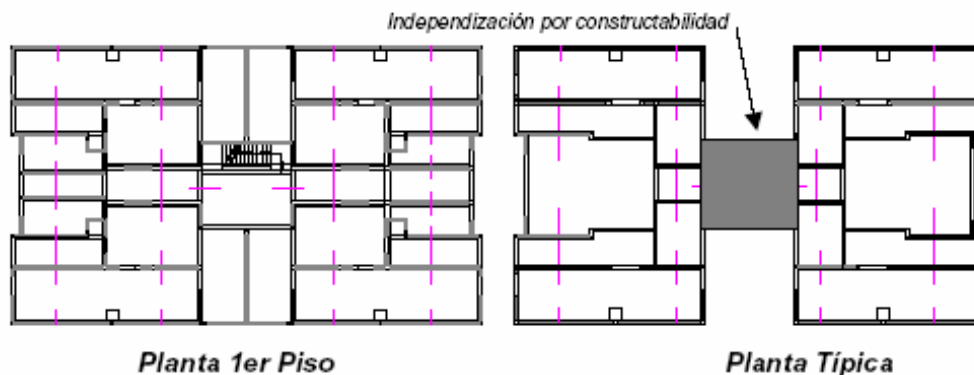 Independización por constructabilidad
Planta 1er Piso
Planta Típica